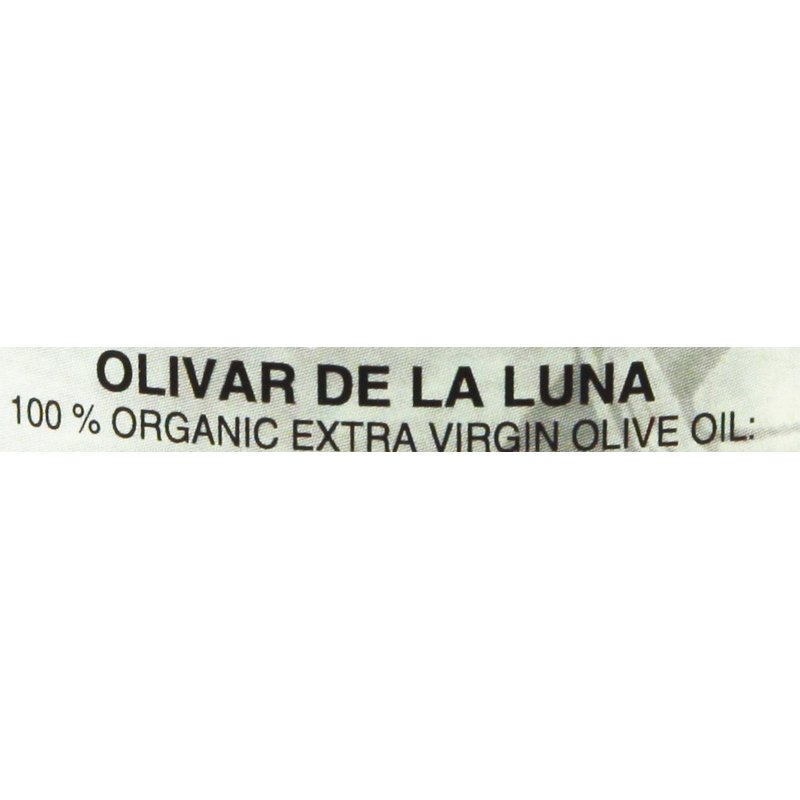 OLIVAR DE LA LUNA
100 % ORGANIC EXTRA VIRGIN OLIVE OIL: